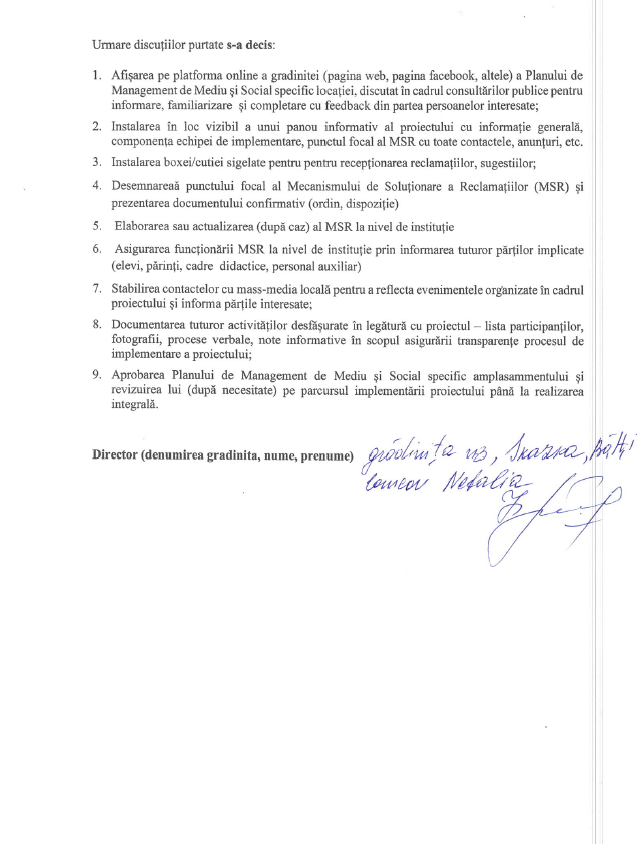 Urmare discuțiilor purtate s-a decis:
1. Afișarea pe platforma online a gradinitei (pagina web, pagina facebook, altele) a Planului de
Management de Mediu și Social specific locației, discutat în cadrul consultărilor publice pentru
informare, familiarizare și completare cu feedback din partea persoanelor interesate;
2. Instalarea în loc vizibil a unui panou informativ al proiectului cu informație generală,
componența echipei de implementare, punctul focal al MSR cu toate contactele, anunțuri, etc.
3. Instalarea boxei/cutiei sigelate pentru pentru recepționarea reclamațiilor, sugestiilor;
4. Desemnareaă punctului focal al Mecanismului de Soluționare a Reclamațiilor (MSR) și
prezentarea documentului confirmativ (ordin, dispoziție)
5. Elaborarea sau actualizarea (după caz) al MSR la nivel de instituție
6. Asigurarea funcționării MSR la nivel de instituție prin informarea tuturor părților implicate
(elevi, părinți, cadre didactice, personal auxiliar)
7. Stabilirea contactelor cu mass-media locală pentru a reflecta evenimentele organizate în cadrul
proiectului și informa părțile interesate;
8. Documentarea tuturor activităților desfășurate în legătură cu proiectul – lista participanților,
fotografii, procese verbale, note informative în scopul asigurării transparențe procesul de
implementare a proiectului;
9. Aprobarea Planului de Management de Mediu și Social specific amplasammentului și
revizuirea lui (după necesitate) pe parcursul implementării proiectului până la realizarea
integrală.
Director (denumirea gradinita, nume, prenume) grădinița Skazka, Bălți
Natalia